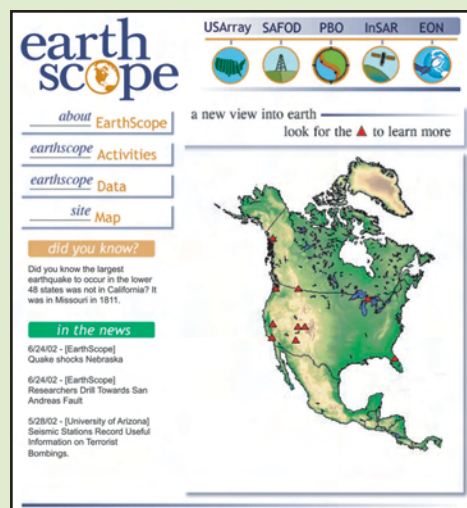 earth
scope
USArray SAFOD PBO InSAR EON
about EarthScope
earthscope Activities
earthscope Data
site Map
a new view into earth
look for the ▲ to learn more
did you know?
Did you know the largest
earthquake to occur in the lower
48 states was not in California? It
was in Missouri in 1811.
in the news
6/24/02 - [EarthScope]
Quake shocks Nebraska
6/24/02 - [EarthScope]
Researchers Drill Towards San
Andreas Fault
5/28/02 - [University of Arizona]
Seismic Stations Record Useful
Information on Terrorist
Bombings.